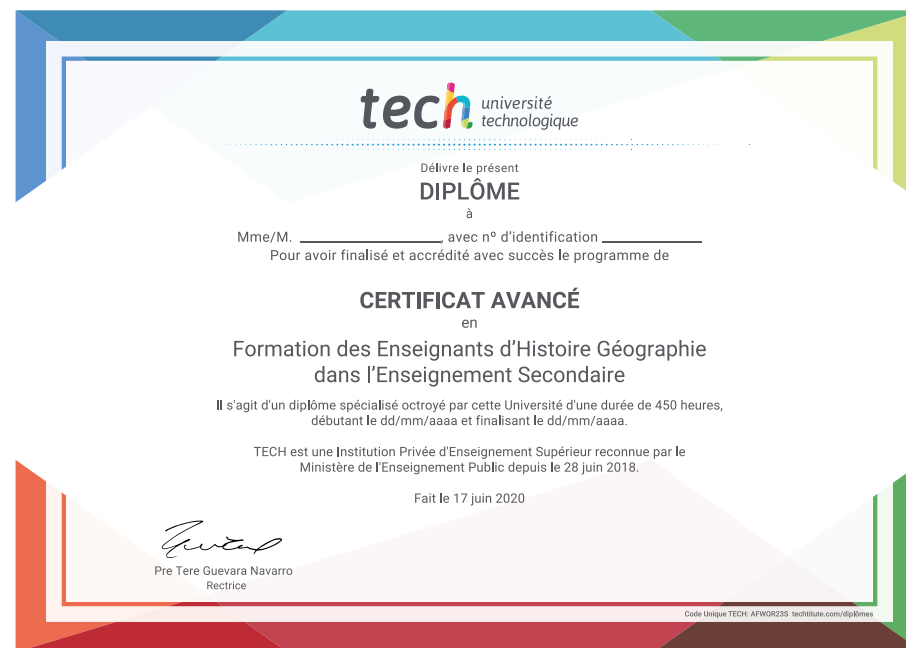 tech université
technologique
Délivre le présent
DIPLÔME
à
Mme/M. ____________, avec nº d'identification ____________
Pour avoir finalisé et accrédité avec succès le programme de
CERTIFICAT AVANCÉ
en
Formation des Enseignants d'Histoire Géographie
dans l'Enseignement Secondaire
Il s'agit d'un diplôme spécialisé octroyé par cette Université d'une durée de 450 heures,
débutant le dd/mm/aaaa et finalisant le dd/mm/aaaa.
TECH est une Institution Privée d'Enseignement Supérieur reconnue par le
Ministère de l'Enseignement Public depuis le 28 juin 2018.
Fait le 17 juin 2020
Pre Tere Guevara Navarro
Rectrice
Code Unique TECH: AFWOR23S techtitute.com/diplômes